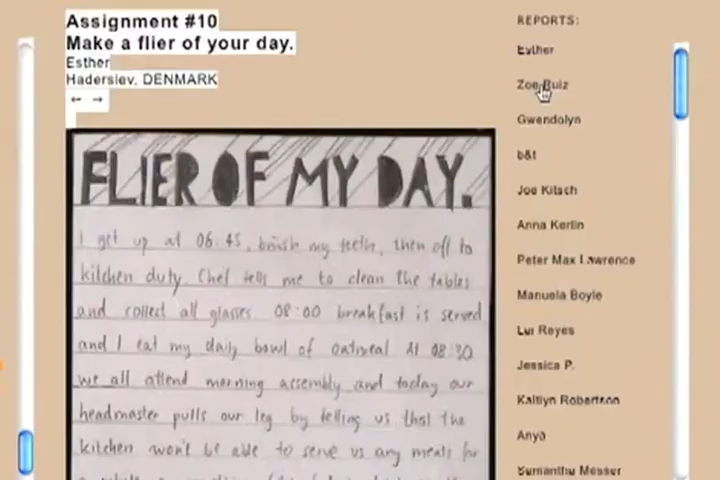 Assignment #10
Make a flier of your day.
Esther
Haderslev, DENMARK
← →
FLIER OF MY DAY.
I get up at 06:45, brush my teeth, then off to
kitchen duty. Chef tells me to clean the tables
and collect all glasses 08:00 breakfast is served
and I eat my daily bowl of oatmeal At 08:30
we all attend morning assembly and today our
headmaster pulls our leg by telling us that the
kitchen won't be able to serve us any meals for
REPORTS:
Esther
Zoe Ruiz
Gwendolyn
b&t
Joe Kitsch
Anna Kerlin
Peter Max Lawrence
Manuela Boyle
Lui Reyes
Jessica P.
Kaitlyn Robertson
Anya
Samantha Messer